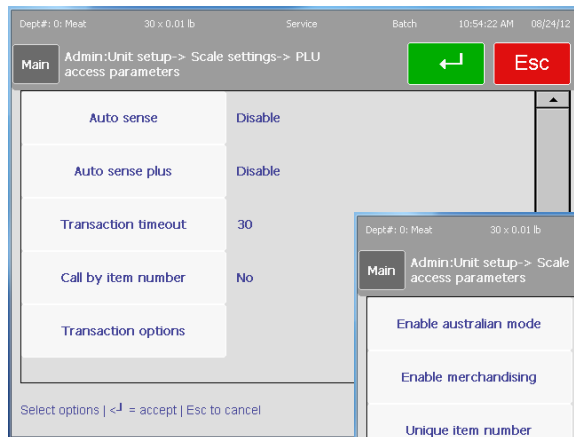 Dept#: 0: Meat 30 x 0.01 lb Service Batch 10:54:22 AM 08/24/12
Main
Admin:Unit setup-> Scale settings-> PLU
access parameters
Esc
Auto sense Disable
Auto sense plus Disable
Transaction timeout 30
Call by item number No
Transaction options
Select options | <┘ = accept | Esc to cancel
Dept#: 0: Meat 30 x 0.01 lb
Main
Admin:Unit setup-> Scale
access parameters
Enable australian mode
Enable merchandising
Unique item number